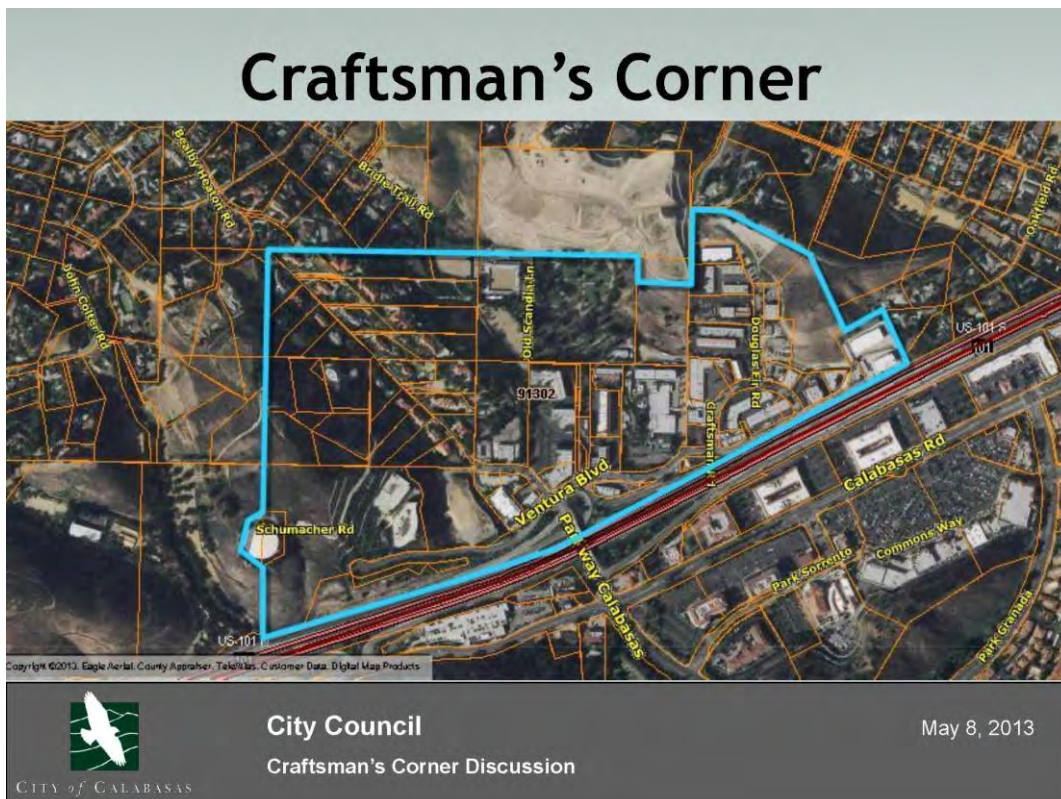 Craftsman's Corner
Bealby Heaton Rd
Bridle Trail Rd
Oakfield Rd
John Colter Rd
Old Scandia Ln
Douglas Fir Rd
US-101 S
101
91302
Ventura Blvd
Calabasas Rd
Schumacher Rd
Parkway Calabasas
Park Sorrento
Commons Way
Park Granada
US-101
Copyright ©2013, Eagle Aerial, County Appraiser, TeleAtlas, Customer Data, Digital Map Products
City Council
May 8, 2013
Craftsman's Corner Discussion
CITY of CALABASAS